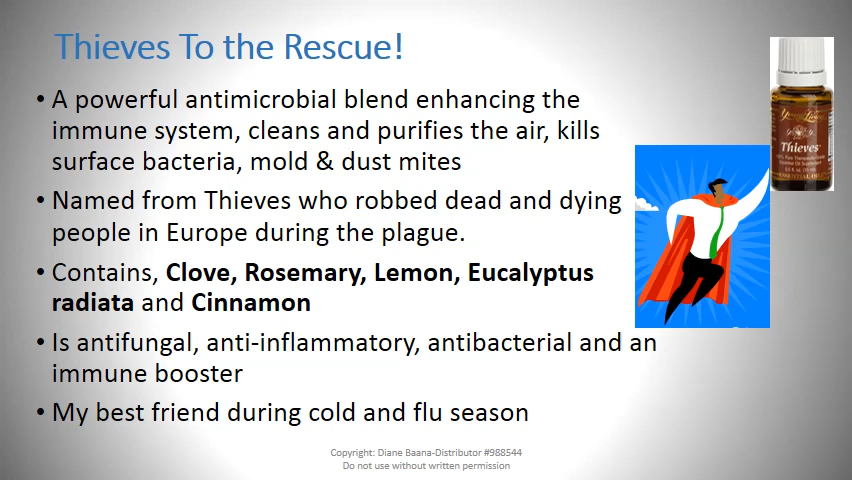 Thieves To the Rescue!
• A powerful antimicrobial blend enhancing the
immune system, cleans and purifies the air, kills
surface bacteria, mold & dust mites
• Named from Thieves who robbed dead and dying
people in Europe during the plague.
• Contains, Clove, Rosemary, Lemon, Eucalyptus
radiata and Cinnamon
• Is antifungal, anti-inflammatory, antibacterial and an
immune booster
• My best friend during cold and flu season
Young Living
Thieves
Copyright: Diane Baana-Distributor #988544
Do not use without written permission